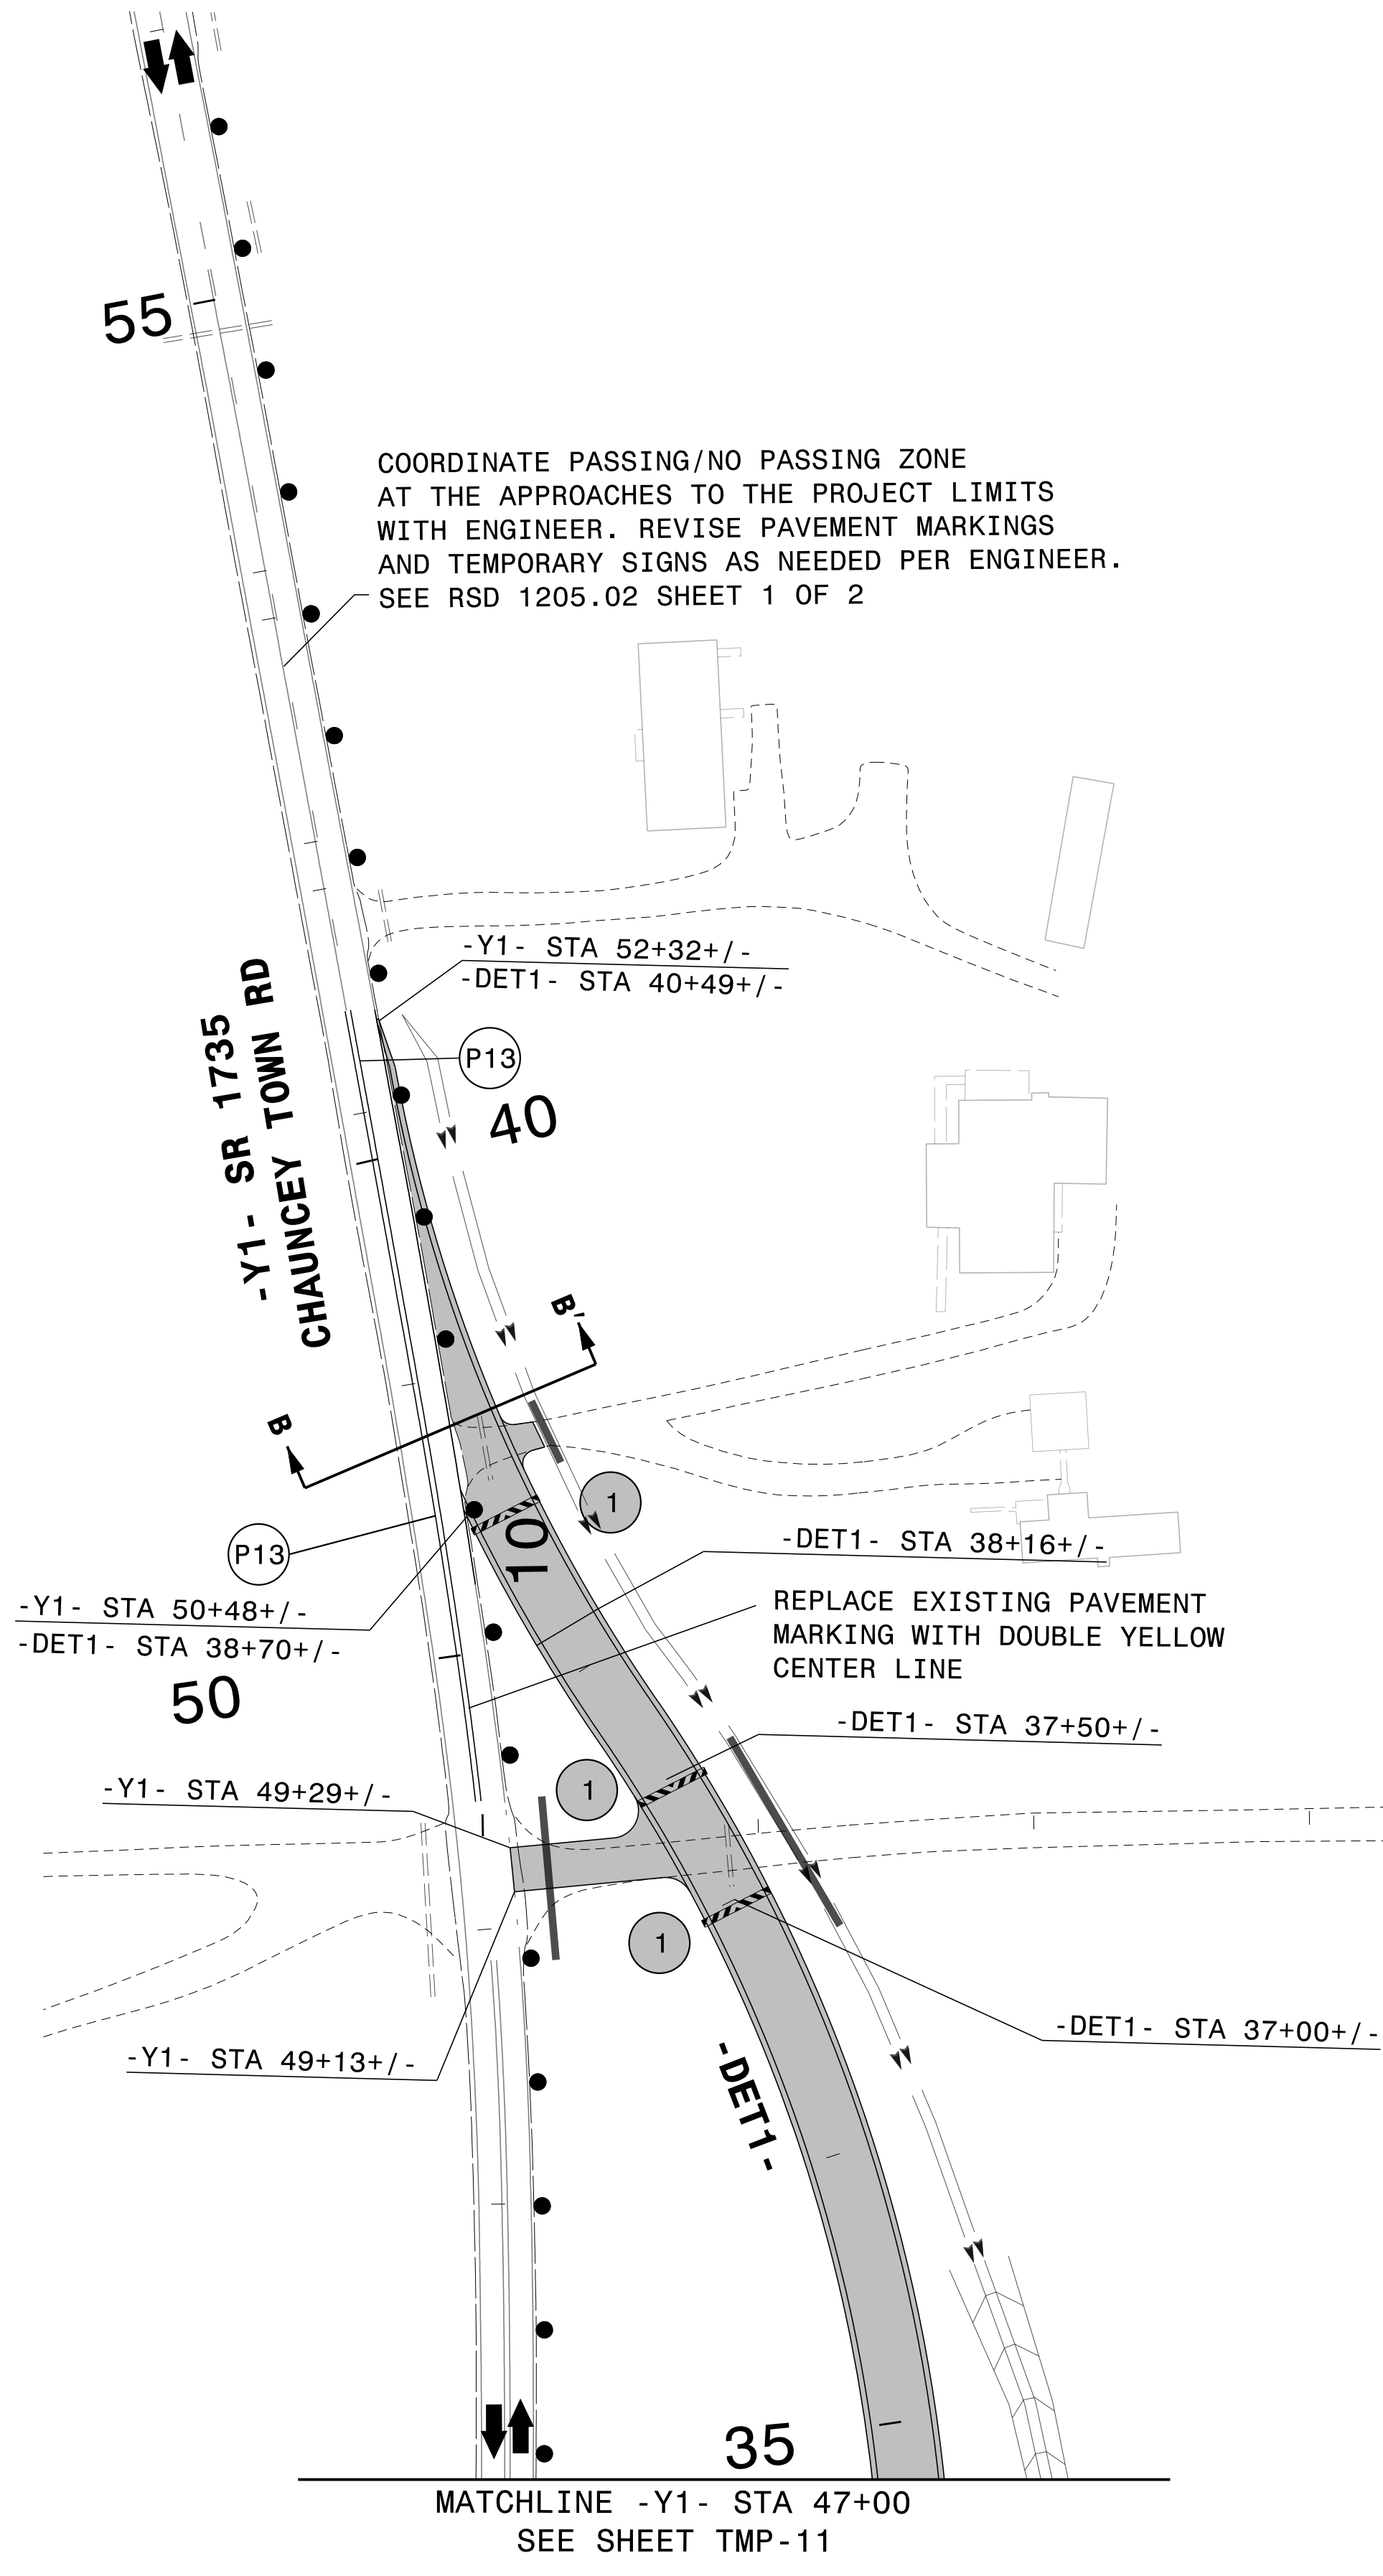 55
COORDINATE PASSING/NO PASSING ZONE
AT THE APPROACHES TO THE PROJECT LIMITS
WITH ENGINEER. REVISE PAVEMENT MARKINGS
AND TEMPORARY SIGNS AS NEEDED PER ENGINEER.
SEE RSD 1205.02 SHEET 1 OF 2
-Y1- STA 52+32+/-
-DET1- STA 40+49+/-
-Y1- SR 1735
CHAUNCEY TOWN RD
P13
40
B'
B
1
10
-DET1- STA 38+16+/-
P13
REPLACE EXISTING PAVEMENT
MARKING WITH DOUBLE YELLOW
CENTER LINE
-Y1- STA 50+48+/-
-DET1- STA 38+70+/-
50
-DET1- STA 37+50+/-
-Y1- STA 49+29+/-
1
1
-DET1- STA 37+00+/-
-Y1- STA 49+13+/-
-DET1-
35
MATCHLINE -Y1- STA 47+00
SEE SHEET TMP-11